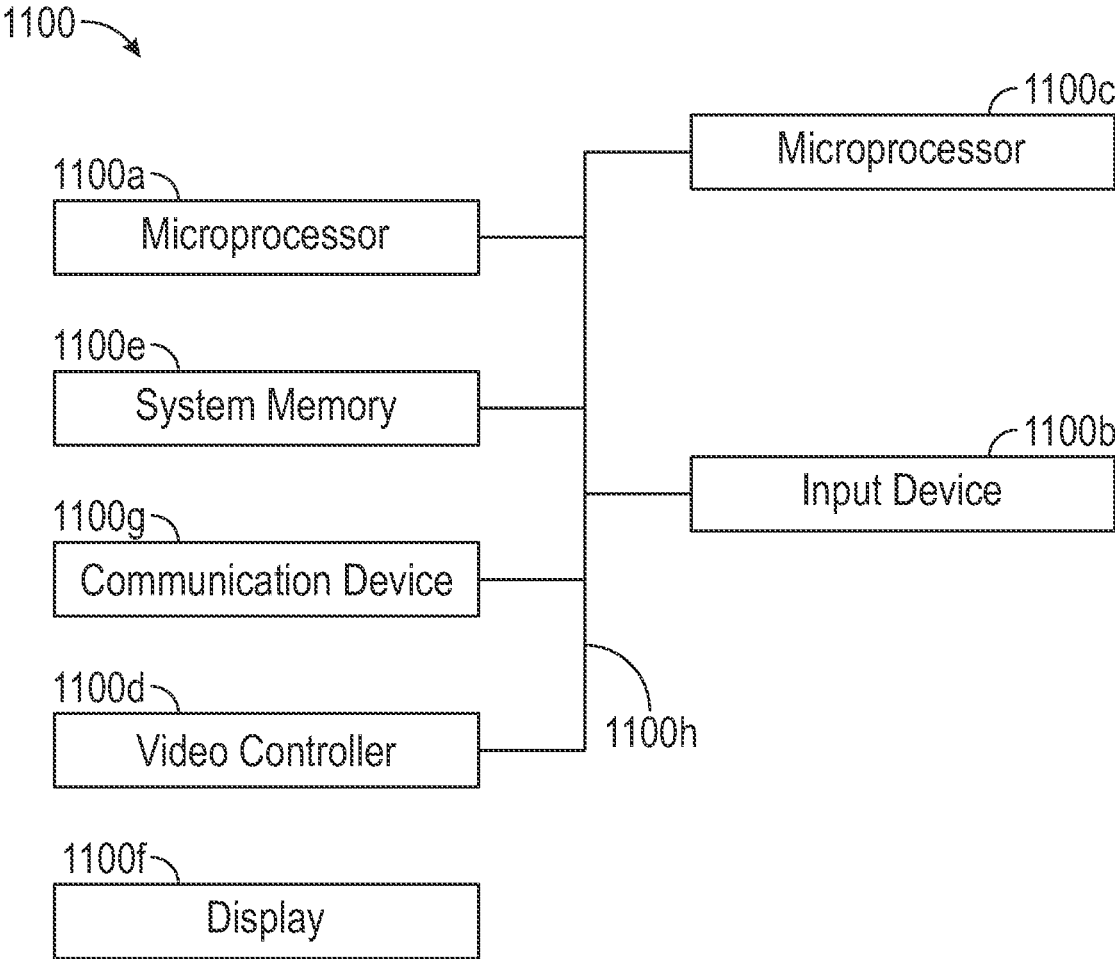 1100
1100c
Microprocessor
1100a
Microprocessor
1100e
System Memory
1100b
Input Device
1100g
Communication Device
1100d
Video Controller
1100h
1100f
Display